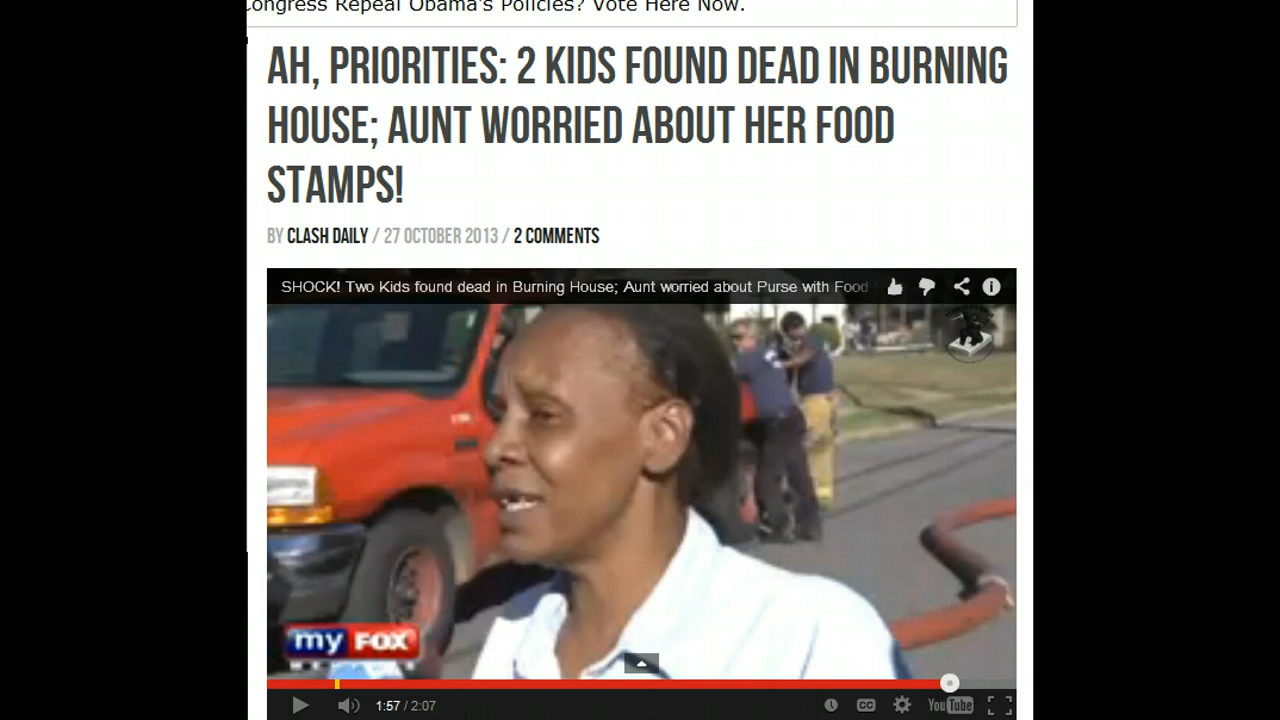 Congress Repeal Obama's Policies? Vote Here Now.
AH, PRIORITIES: 2 KIDS FOUND DEAD IN BURNING
HOUSE; AUNT WORRIED ABOUT HER FOOD
STAMPS!
BY CLASH DAILY / 27 OCTOBER 2013 / 2 COMMENTS
SHOCK! Two Kids found dead in Burning House; Aunt worried about Purse with Food
my FOX
1:57 / 2:07
CC
YouTube